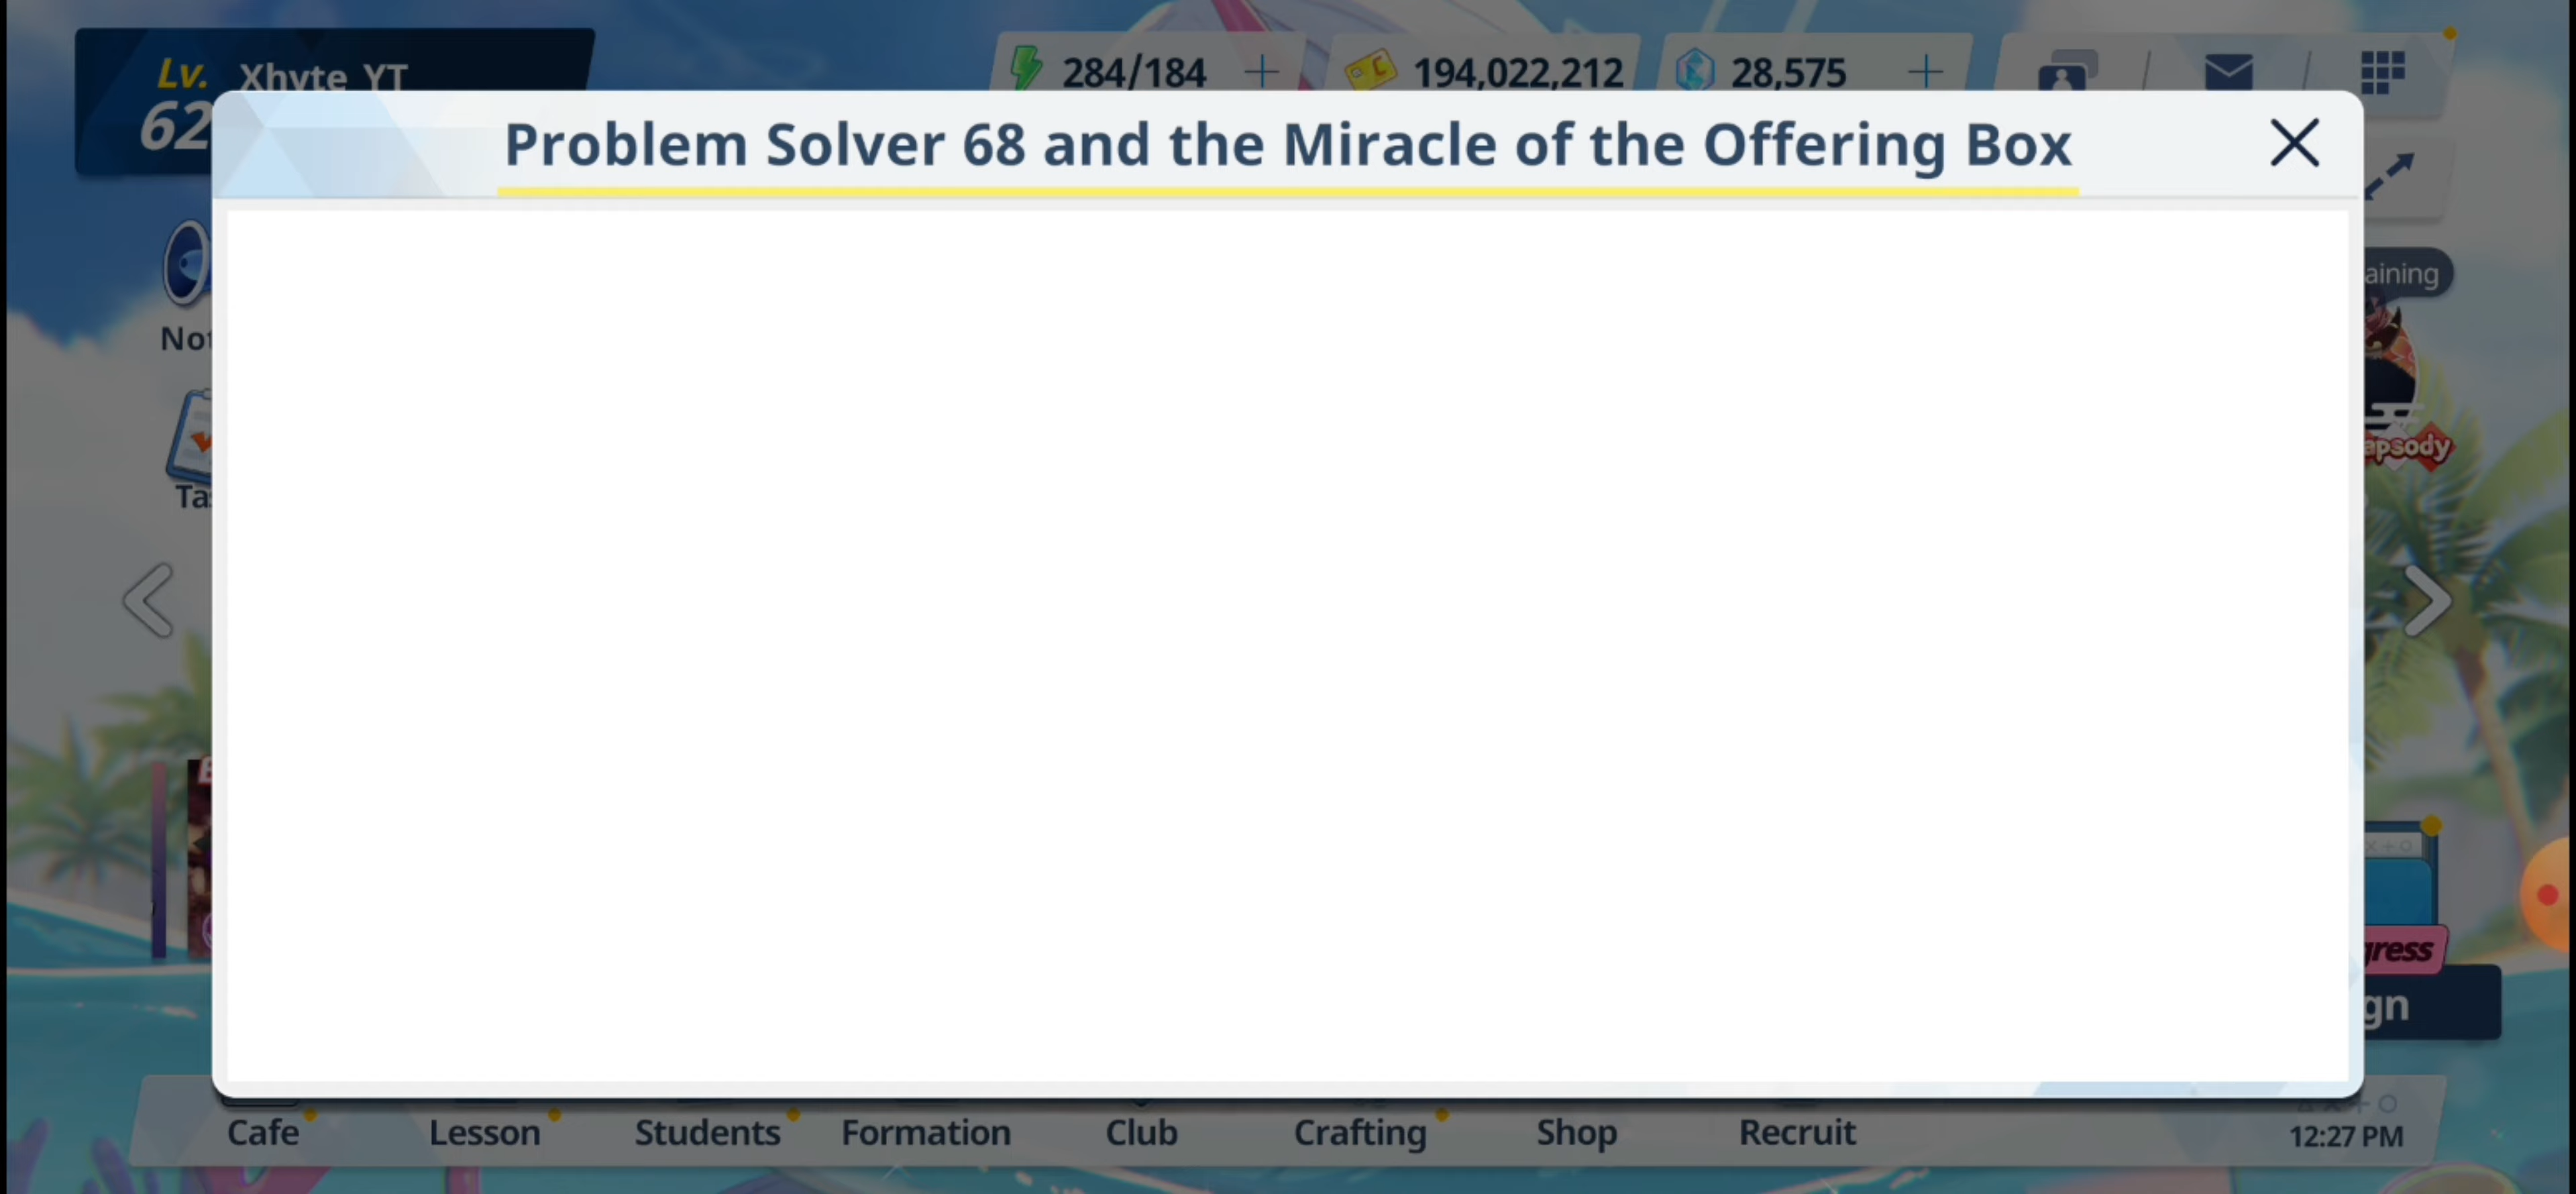 Lv. Xhyte YT
62
284/184
194,022,212
28,575
Problem Solver 68 and the Miracle of the Offering Box
Cafe
Lesson
Students
Formation
Club
Crafting
Shop
Recruit
12:27 PM